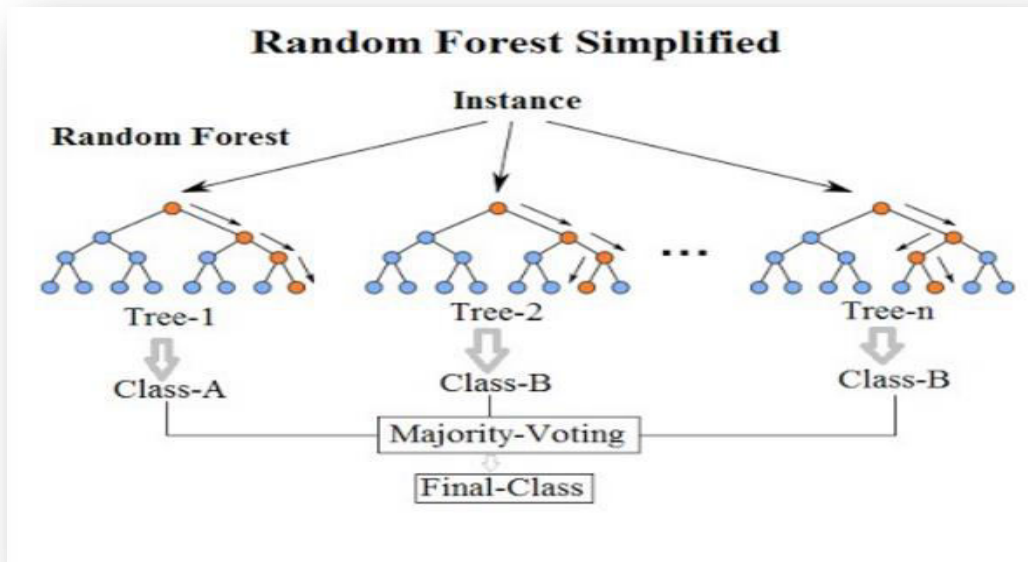 Random Forest Simplified
Instance
Random Forest
...
Tree-1
Tree-2
Tree-n
Class-A
Class-B
Class-B
Majority-Voting
Final-Class